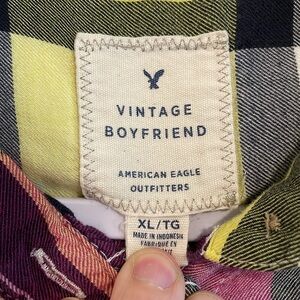 VINTAGE
BOYFRIEND
AMERICAN EAGLE
OUTFITTERS
XL/TG
MADE IN INDONESIA
FABRIQUÉ EN